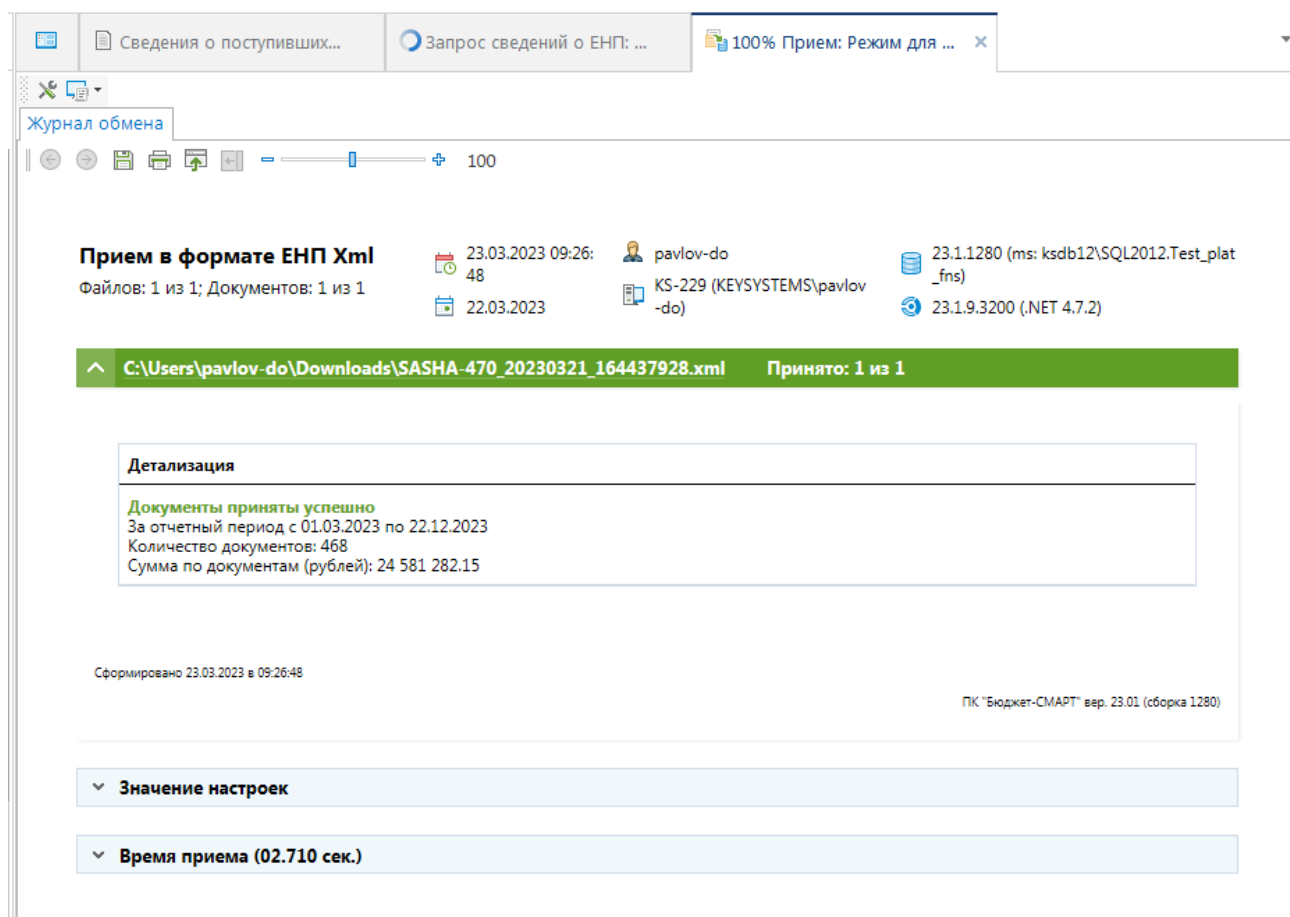 Сведения о поступивших...
Запрос сведений о ЕНП: ...
100% Прием: Режим для ...
Журнал обмена
100
Прием в формате ЕНП Xml
Файлов: 1 из 1; Документов: 1 из 1
23.03.2023 09:26:
48
22.03.2023
pavlov-do
KS-229 (KEYSYSTEMS\pavlov
-do)
23.1.1280 (ms: ksdb12\SQL2012.Test_plat
_fns)
23.1.9.3200 (.NET 4.7.2)
C:\Users\pavlov-do\Downloads\SASHA-470_20230321_164437928.xml Принято: 1 из 1
Детализация
Документы приняты успешно
За отчетный период с 01.03.2023 по 22.12.2023
Количество документов: 468
Сумма по документам (рублей): 24 581 282.15
Сформировано 23.03.2023 в 09:26:48
ПК "Бюджет-СМАРТ" вер. 23.01 (сборка 1280)
Значение настроек
Время приема (02.710 сек.)